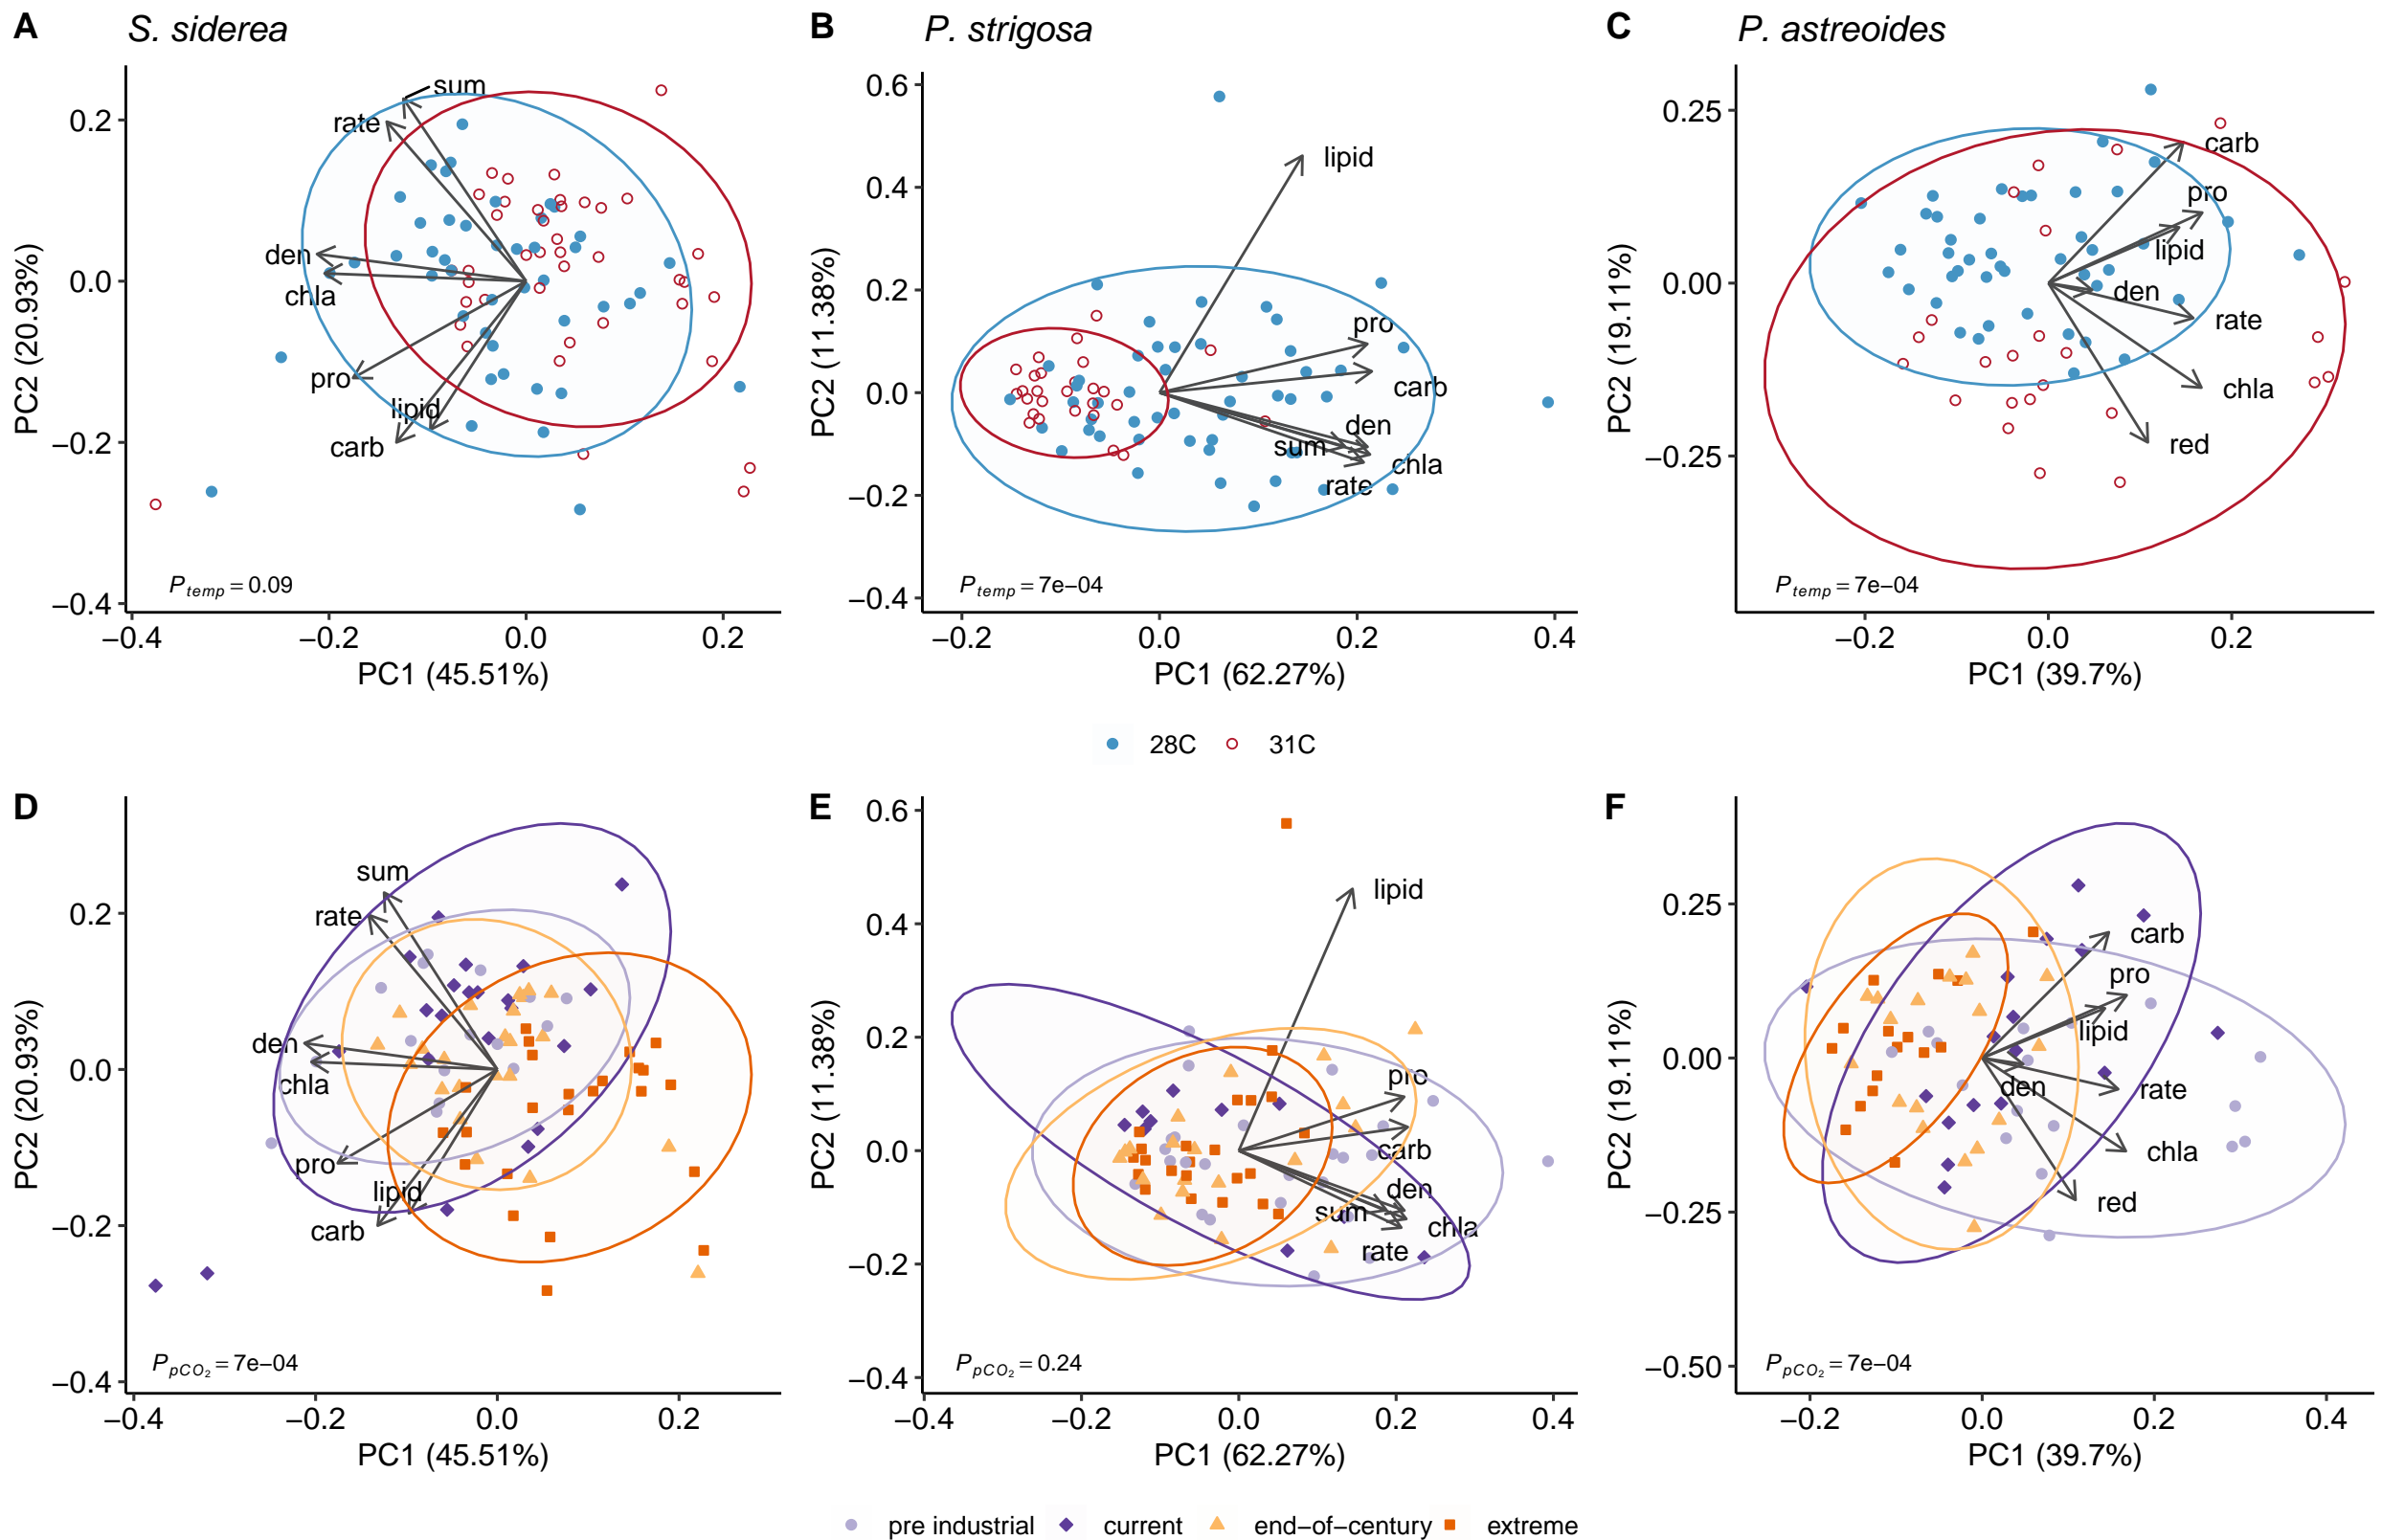 A S. siderea
B P. strigosa
C P. astreoides
sum
rate
den
chla
pro
lipid
carb
0.2
0.0
−0.2
−0.4
PC2 (20.93%)
P temp = 0.09
−0.4 −0.2 0.0 0.2
PC1 (45.51%)
lipid
pro
carb
den
sum
chla
rate
0.6
0.4
0.2
0.0
−0.2
−0.4
PC2 (11.38%)
P temp = 7e−04
−0.2 0.0 0.2 0.4
PC1 (62.27%)
carb
pro
lipid
den
rate
chla
red
0.25
0.00
−0.25
PC2 (19.11%)
P temp = 7e−04
−0.2 0.0 0.2
PC1 (39.7%)
28C 31C
D
sum
rate
den
chla
pro
lipid
carb
0.2
0.0
−0.2
−0.4
PC2 (20.93%)
P pCO₂ = 7e−04
−0.4 −0.2 0.0 0.2
PC1 (45.51%)
E
lipid
pro
carb
den
sum
chla
rate
0.6
0.4
0.2
0.0
−0.2
−0.4
PC2 (11.38%)
P pCO₂ = 0.24
−0.4 −0.2 0.0 0.2 0.4
PC1 (62.27%)
F
carb
pro
lipid
den
rate
chla
red
0.25
0.00
−0.25
−0.50
PC2 (19.11%)
P pCO₂ = 7e−04
−0.2 0.0 0.2 0.4
PC1 (39.7%)
pre industrial current end−of−century extreme